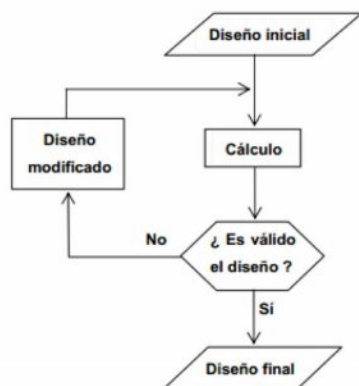 Diseño inicial
Diseño
modificado
Cálculo
No
¿ Es válido
el diseño ?
Sí
Diseño final